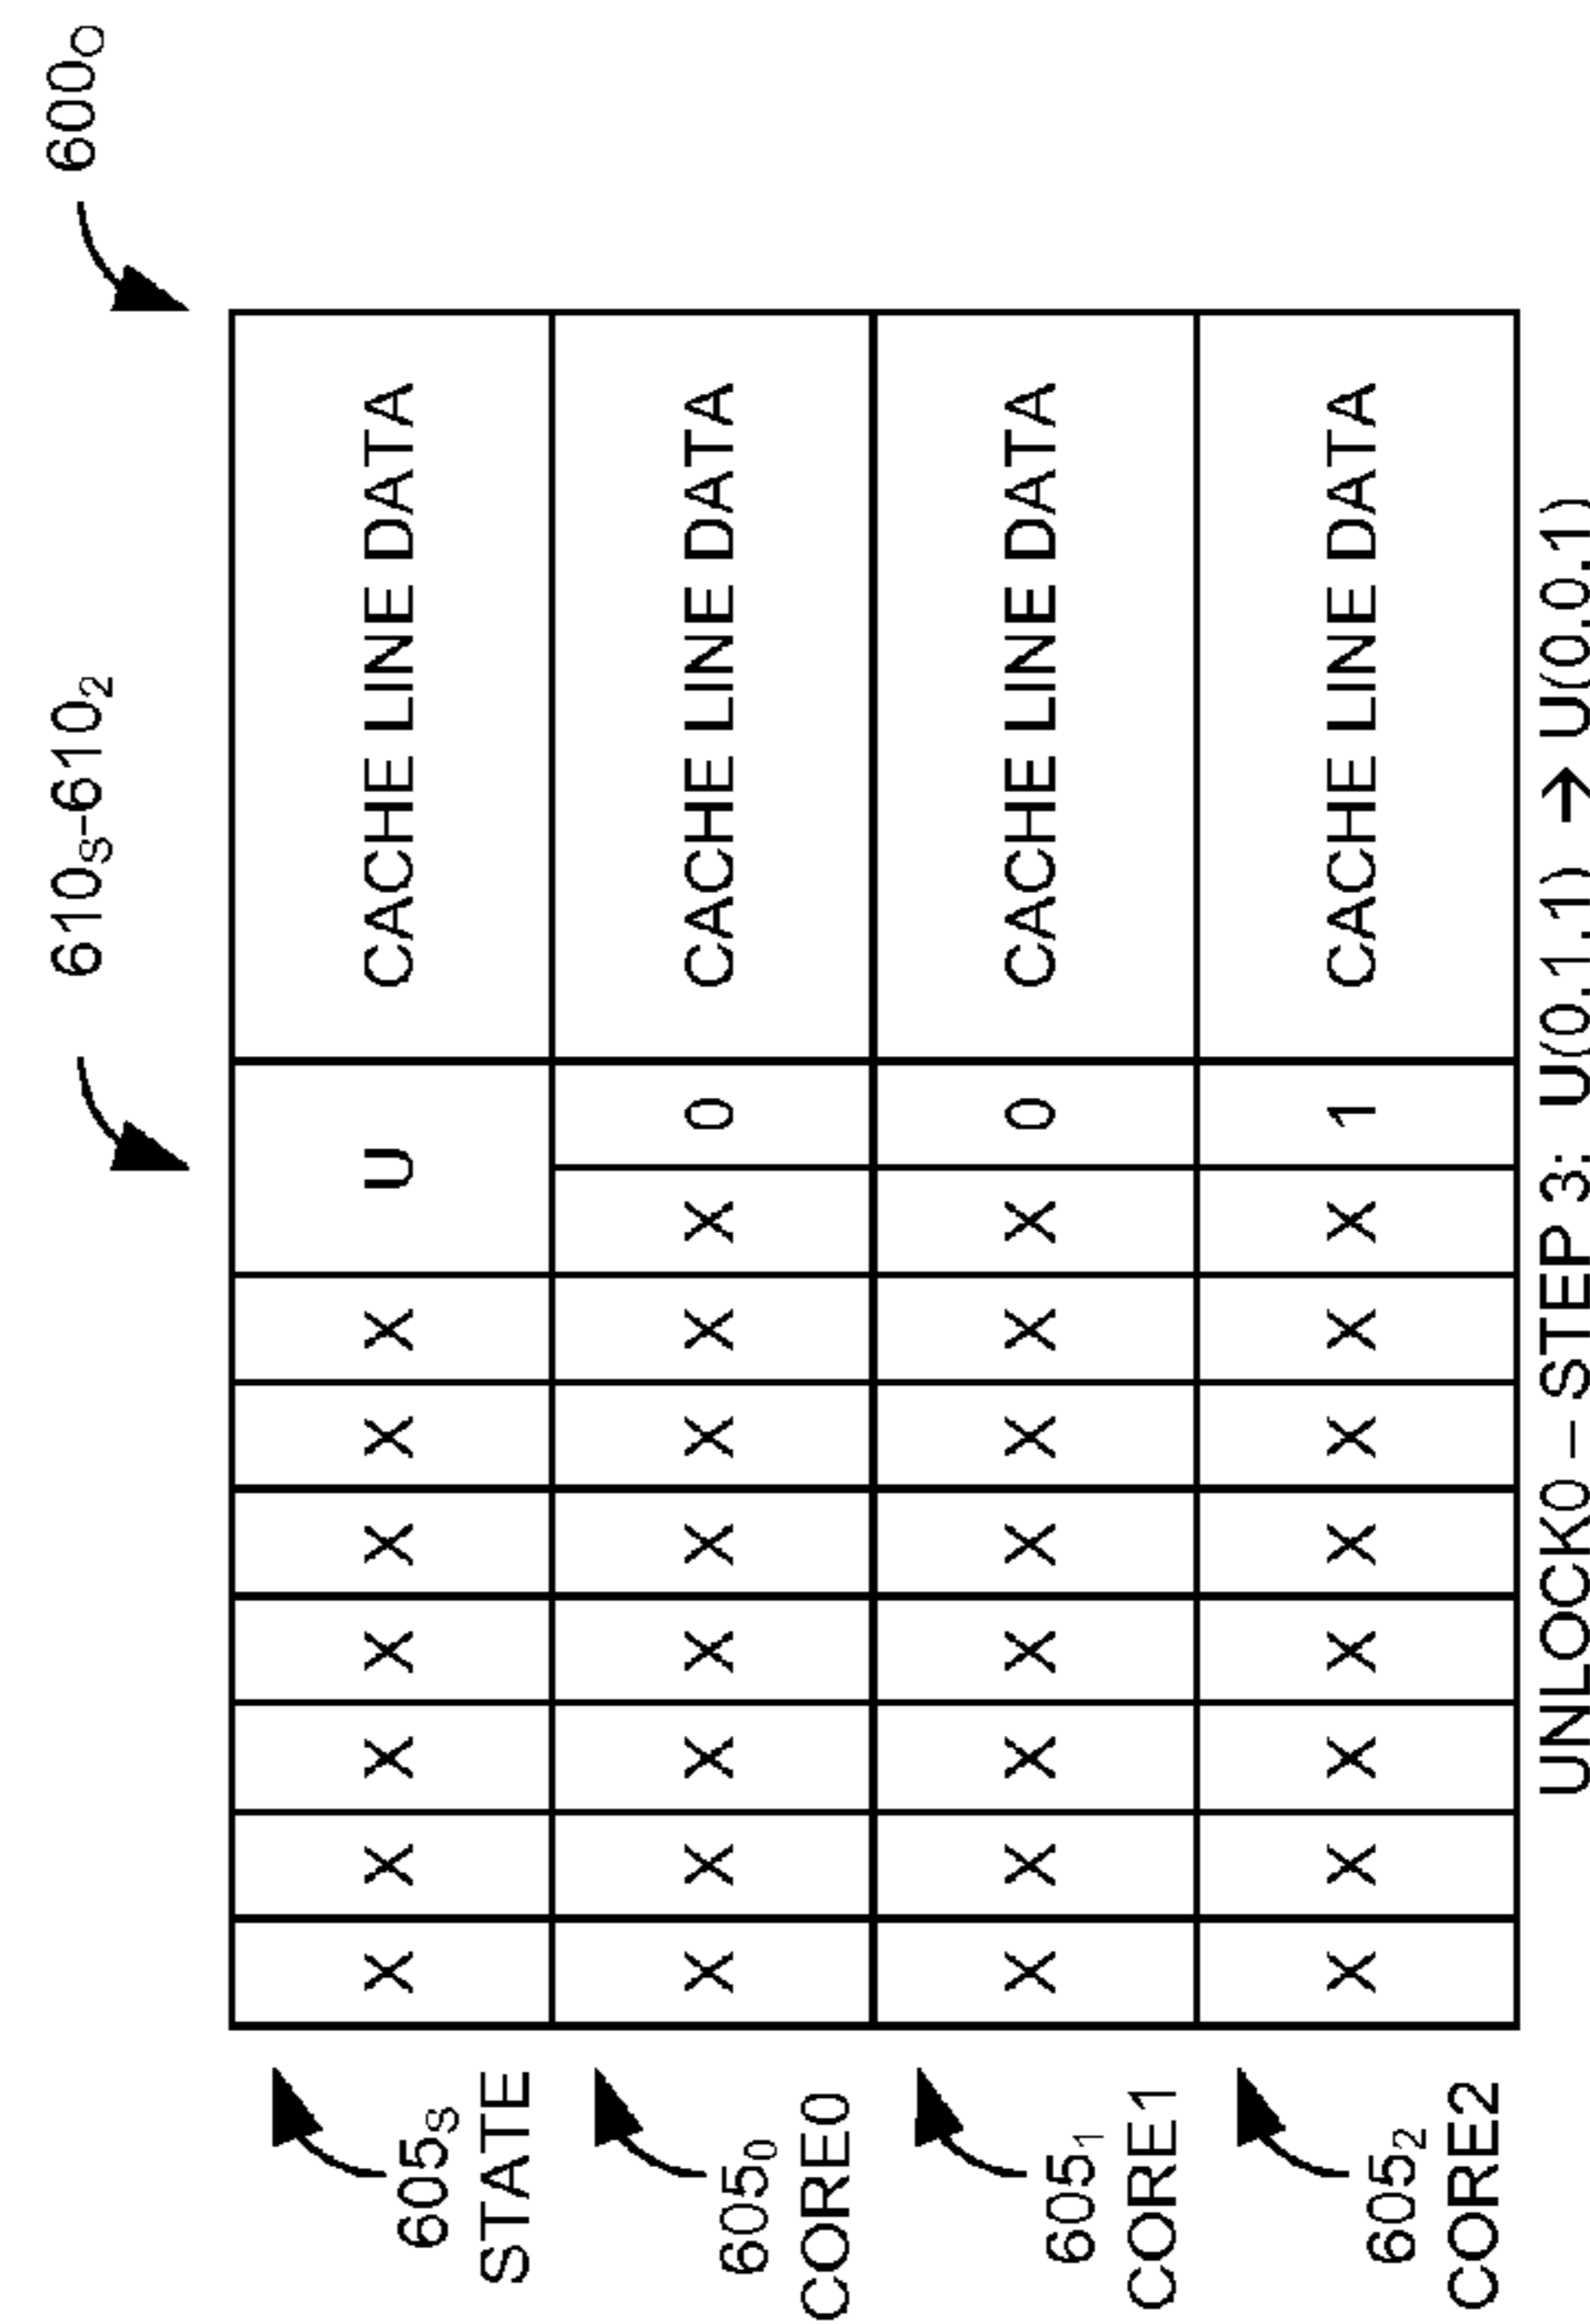 610S-6102 600O
605S STATE X X X X X X X U CACHE LINE DATA
6050 CORE0 X X X X X X X X 0 CACHE LINE DATA
6051 CORE1 X X X X X X X X 0 CACHE LINE DATA
6052 CORE2 X X X X X X X X 1 CACHE LINE DATA
UNLOCK0 – STEP 3: U(0,1,1) → U(0,0,1)